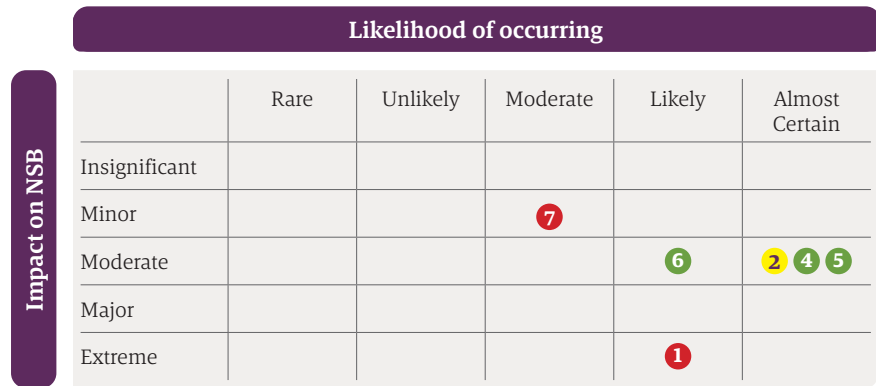 Likelihood of occurring
Impact on NSB
Rare Unlikely Moderate Likely Almost
Certain
Insignificant
Minor 7
Moderate 6 2 4 5
Major
Extreme 1